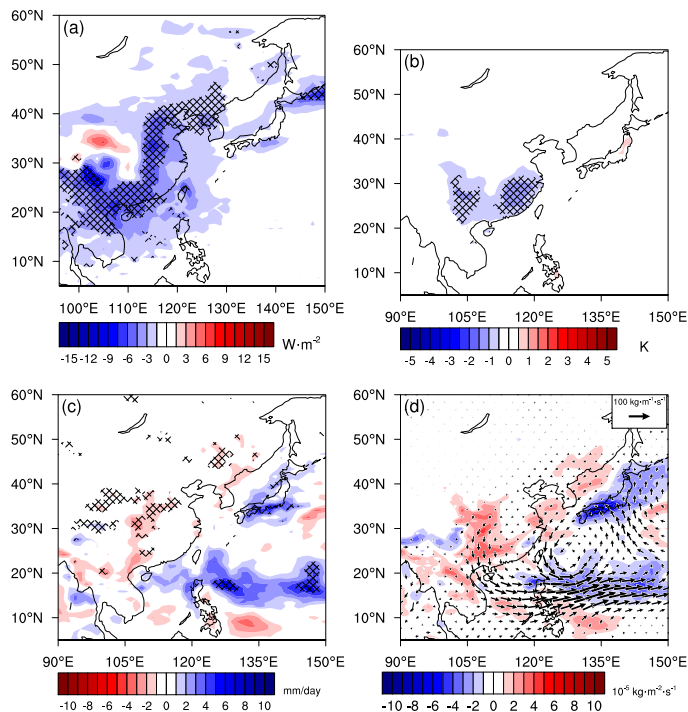 (a)
60°N
50°N
40°N
30°N
20°N
10°N
100°E 110°E 120°E 130°E 140°E 150°E
-15 -12 -9 -6 -3 0 3 6 9 12 15
W·m⁻²
(b)
60°N
50°N
40°N
30°N
20°N
10°N
90°E 105°E 120°E 135°E 150°E
-5 -4 -3 -2 -1 0 1 2 3 4 5
K
(c)
60°N
50°N
40°N
30°N
20°N
10°N
90°E 105°E 120°E 135°E 150°E
-10 -8 -6 -4 -2 0 2 4 6 8 10
mm/day
(d)
100 kg·m⁻¹·s⁻¹
60°N
50°N
40°N
30°N
20°N
10°N
90°E 105°E 120°E 135°E 150°E
-10 -8 -6 -4 -2 0 2 4 6 8 10
10⁻⁵ kg·m⁻²·s⁻¹